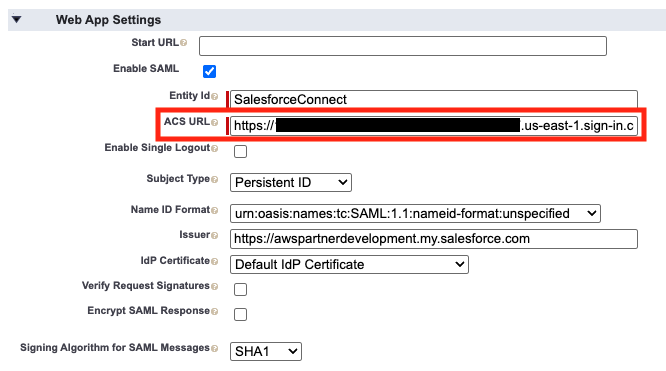 Web App Settings
Start URL
Enable SAML
Entity Id SalesforceConnect
ACS URL https:// .us-east-1.sign-in.c
Enable Single Logout
Subject Type Persistent ID
Name ID Format urn:oasis:names:tc:SAML:1.1:nameid-format:unspecified
Issuer https://awspartnerdevelopment.my.salesforce.com
IdP Certificate Default IdP Certificate
Verify Request Signatures
Encrypt SAML Response
Signing Algorithm for SAML Messages SHA1